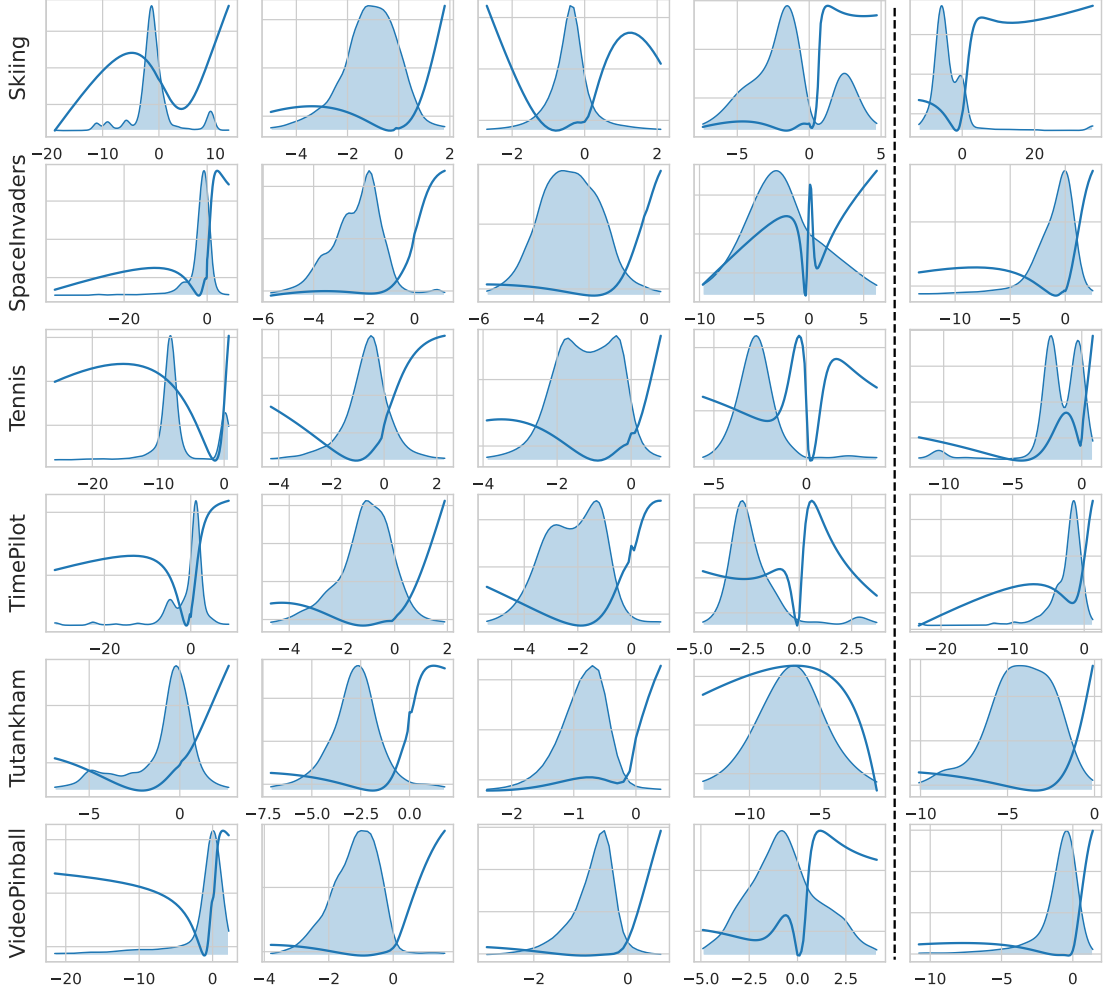 Skiing
−20 −10 0 10 −4 −2 0 −2 0 2 −5 0 5 0 20
SpaceInvaders
−20 0 −6 −4 −2 0 −6 −4 −2 0 −10 −5 0 5 −10 −5 0
Tennis
−20 −10 0 −4 −2 0 2 −4 −2 0 −5 0 −10 −5 0
TimePilot
−20 0 −4 −2 0 2 −4 −2 0 −5.0 −2.5 0.0 2.5 −20 −10 0
Tutankham
−5 0 −7.5 −5.0 −2.5 0.0 −2 −1 0 −10 −5 −10 −5 0
VideoPinball
−20 −10 0 −4 −2 0 −2 0 −5.0 −2.5 0.0 2.5 −10 −5 0